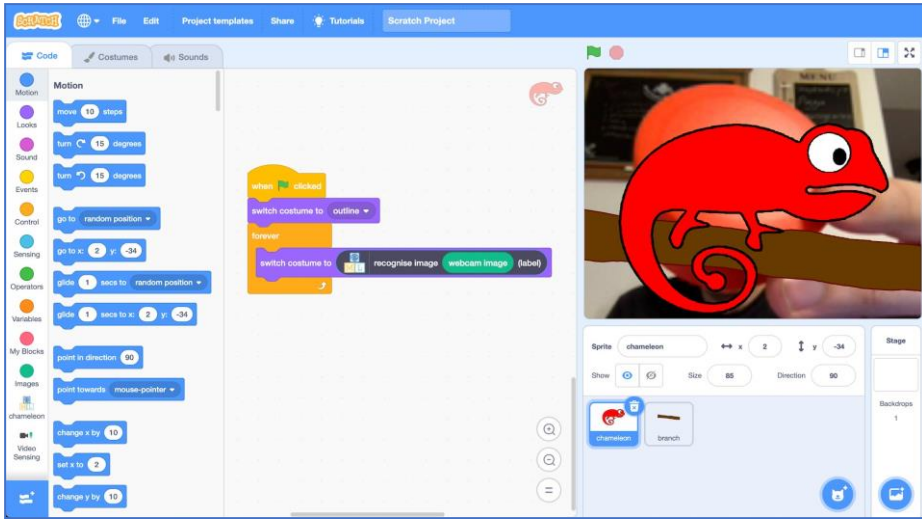 SCRATCH File Edit Project templates Share Tutorials Scratch Project
Code Costumes Sounds
Motion
Looks
Sound
Events
Control
Sensing
Operators
Variables
My Blocks
Images
chameleon
Video
Sensing
Motion
move 10 steps
turn 15 degrees
turn 15 degrees
go to random position
go to x: 2 y: -34
glide 1 secs to random position
glide 1 secs to x: 2 y: -34
point in direction 90
point towards mouse-pointer
change x by 10
set x to 2
change y by 10
when clicked
switch costume to outline
forever
switch costume to recognise image webcam image (label)
MENU
Sprite chameleon x 2 y -34
Show Size 85 Direction 90
chameleon branch
Stage
Backdrops
1